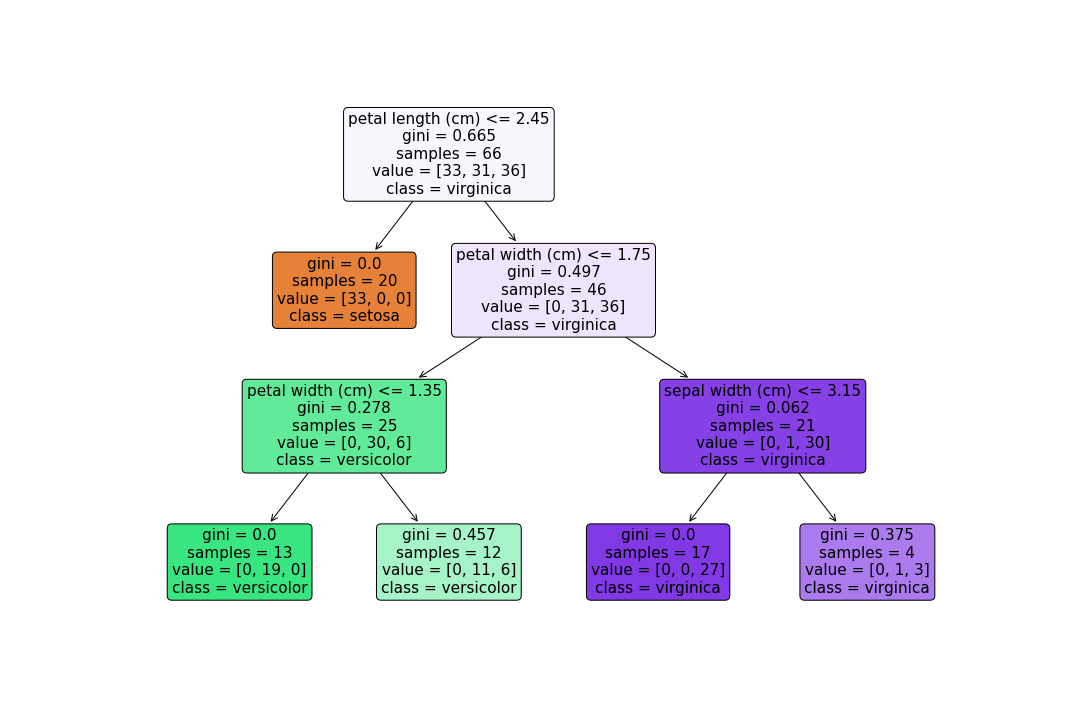 petal length (cm) <= 2.45
gini = 0.665
samples = 66
value = [33, 31, 36]
class = virginica
gini = 0.0
samples = 20
value = [33, 0, 0]
class = setosa
petal width (cm) <= 1.75
gini = 0.497
samples = 46
value = [0, 31, 36]
class = virginica
petal width (cm) <= 1.35
gini = 0.278
samples = 25
value = [0, 30, 6]
class = versicolor
sepal width (cm) <= 3.15
gini = 0.062
samples = 21
value = [0, 1, 30]
class = virginica
gini = 0.0
samples = 13
value = [0, 19, 0]
class = versicolor
gini = 0.457
samples = 12
value = [0, 11, 6]
class = versicolor
gini = 0.0
samples = 17
value = [0, 0, 27]
class = virginica
gini = 0.375
samples = 4
value = [0, 1, 3]
class = virginica